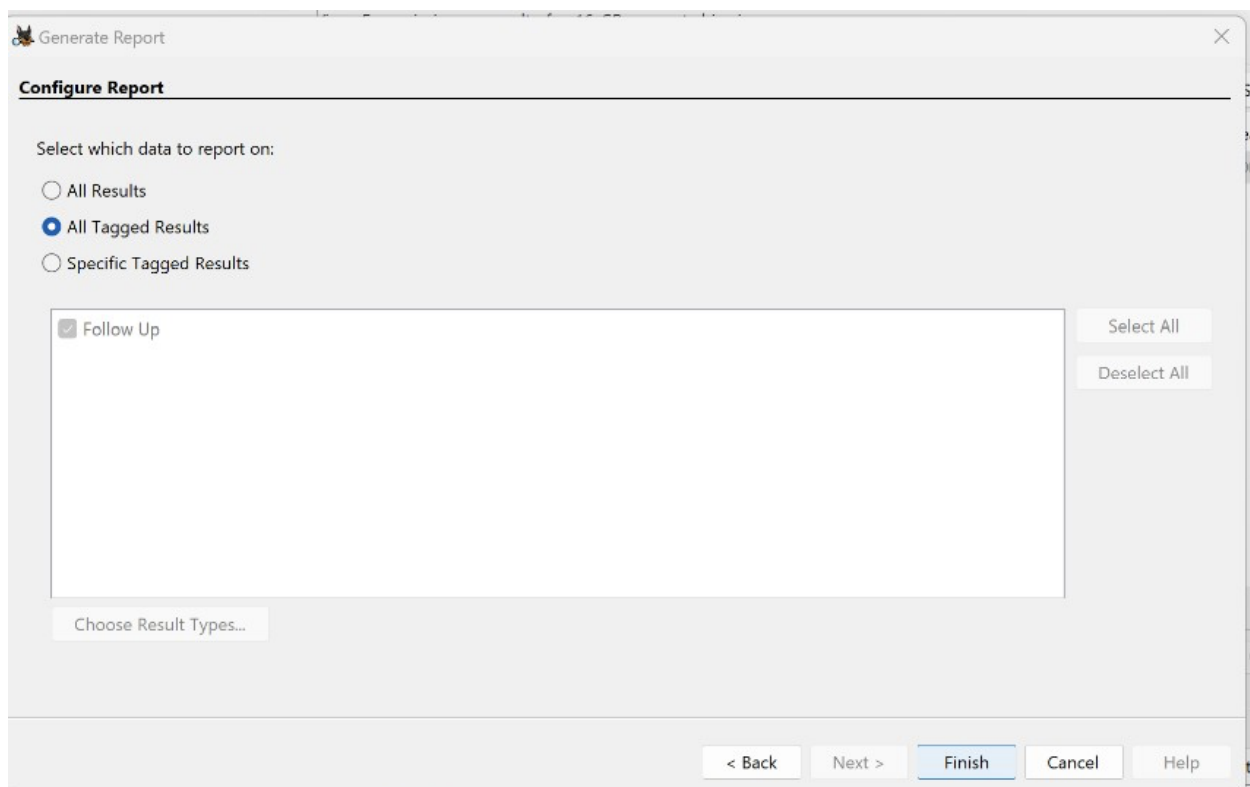 Generate Report
Configure Report
Select which data to report on:
All Results
All Tagged Results
Specific Tagged Results
Follow Up
Select All
Deselect All
Choose Result Types...
< Back Next > Finish Cancel Help